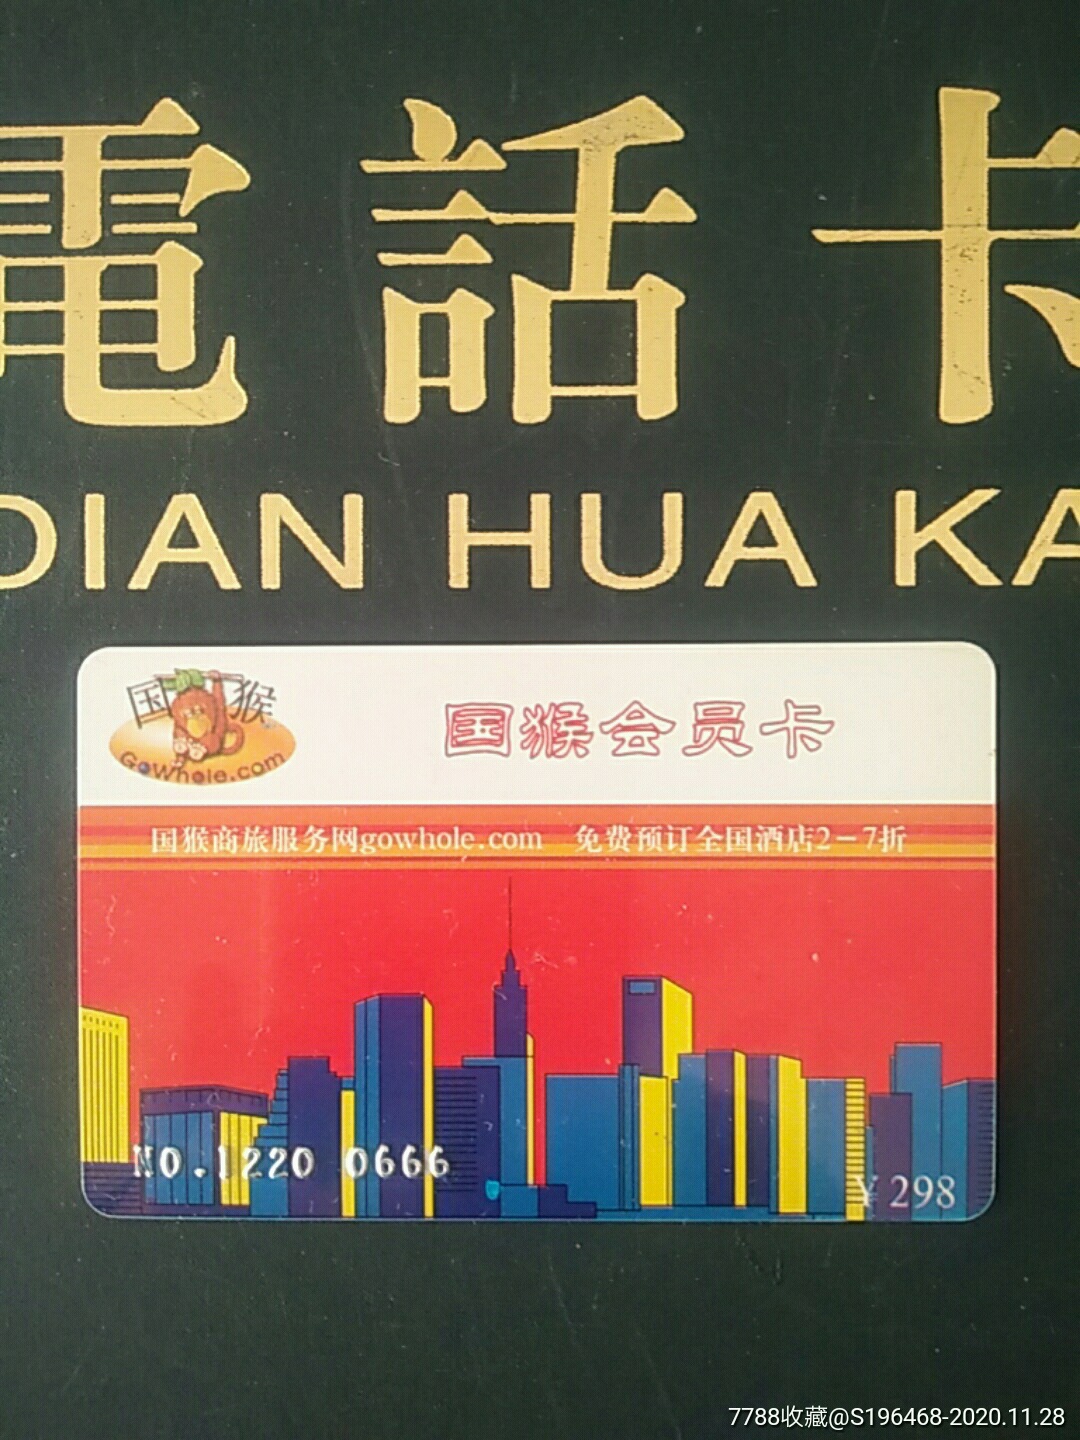 電話卡
DIAN HUA KA
国猴
GoWhole.com
国猴会员卡
国猴商旅服务网gowhole.com 免费预订全国酒店2-7折
NO.1220 0666
¥ 298
7788收藏@S196468-2020.11.28